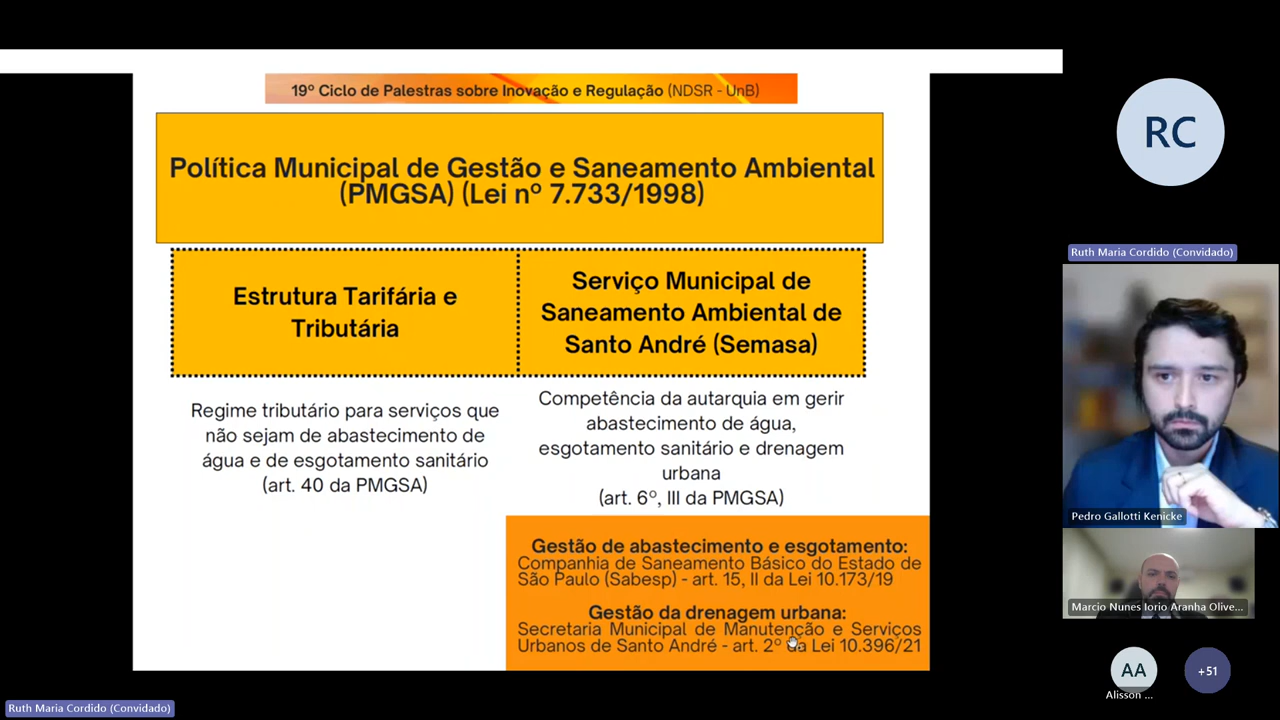 19º Ciclo de Palestras sobre Inovação e Regulação (NDSR - UnB)
Política Municipal de Gestão e Saneamento Ambiental
(PMGSA) (Lei nº 7.733/1998)
Estrutura Tarifária e
Tributária
Serviço Municipal de
Saneamento Ambiental de
Santo André (Semasa)
Regime tributário para serviços que
não sejam de abastecimento de
água e de esgotamento sanitário
(art. 40 da PMGSA)
Competência da autarquia em gerir
abastecimento de água,
esgotamento sanitário e drenagem
urbana
(art. 6º, III da PMGSA)
Gestão de abastecimento e esgotamento:
Companhia de Saneamento Básico do Estado de
São Paulo (Sabesp) - art. 15, II da Lei 10.173/19
Gestão da drenagem urbana:
Secretaria Municipal de Manutenção e Serviços
Urbanos de Santo André - art. 2º da Lei 10.396/21
RC
Ruth Maria Cordido (Convidado)
Pedro Gallotti Kenicke
Marcio Nunes Iorio Aranha Olive...
AA
Alisson ...
+51
Ruth Maria Cordido (Convidado)